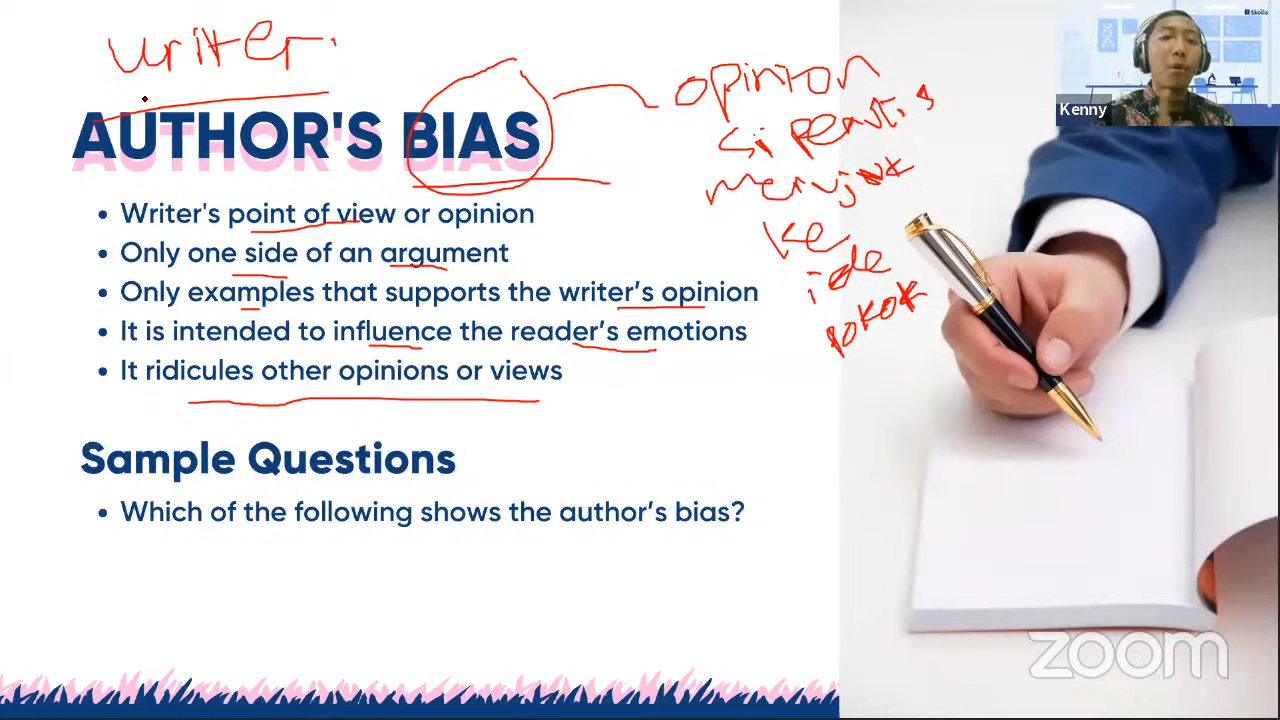 Skolla
writer.
Kenny
AUTHOR'S BIAS
opinion
si penulis
merujuk
ke
ide
pokok
• Writer's point of view or opinion
• Only one side of an argument
• Only examples that supports the writer's opinion
• It is intended to influence the reader's emotions
• It ridicules other opinions or views
Sample Questions
• Which of the following shows the author's bias?
zoom